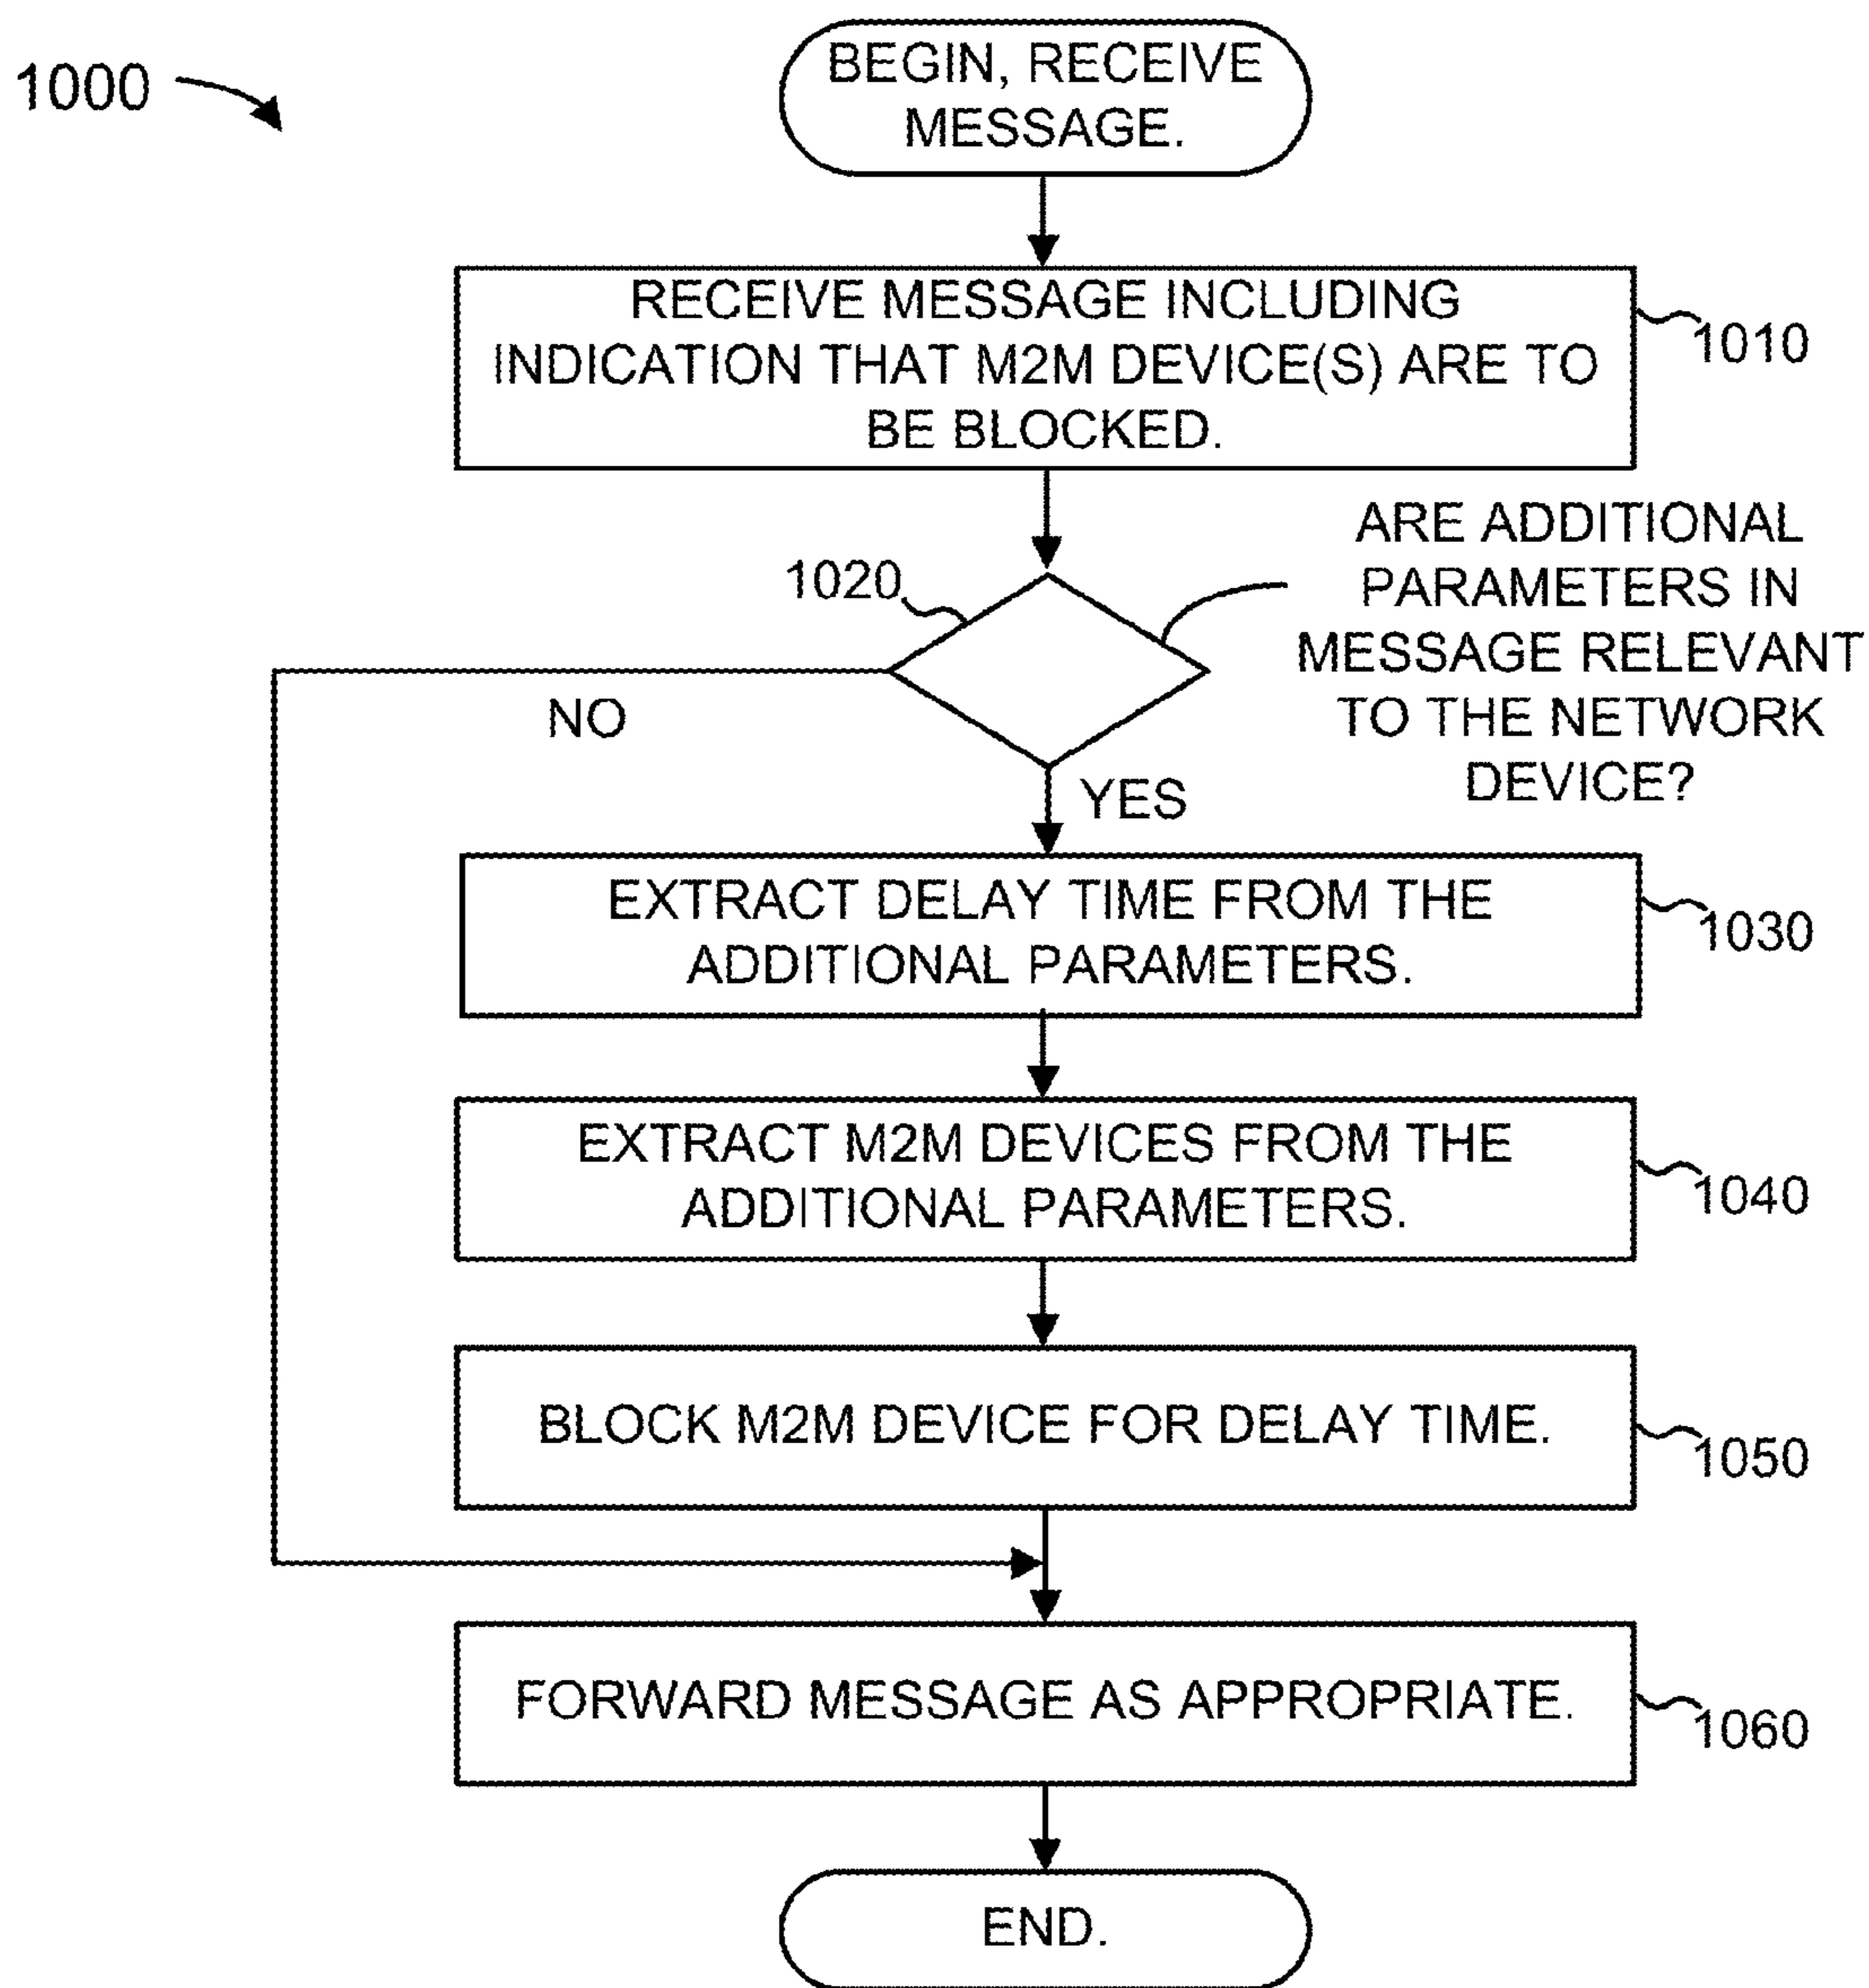 1000
BEGIN, RECEIVE
MESSAGE.
RECEIVE MESSAGE INCLUDING
INDICATION THAT M2M DEVICE(S) ARE TO
BE BLOCKED.
1010
1020
ARE ADDITIONAL
PARAMETERS IN
MESSAGE RELEVANT
TO THE NETWORK
DEVICE?
NO
YES
EXTRACT DELAY TIME FROM THE
ADDITIONAL PARAMETERS.
1030
EXTRACT M2M DEVICES FROM THE
ADDITIONAL PARAMETERS.
1040
BLOCK M2M DEVICE FOR DELAY TIME.
1050
FORWARD MESSAGE AS APPROPRIATE.
1060
END.